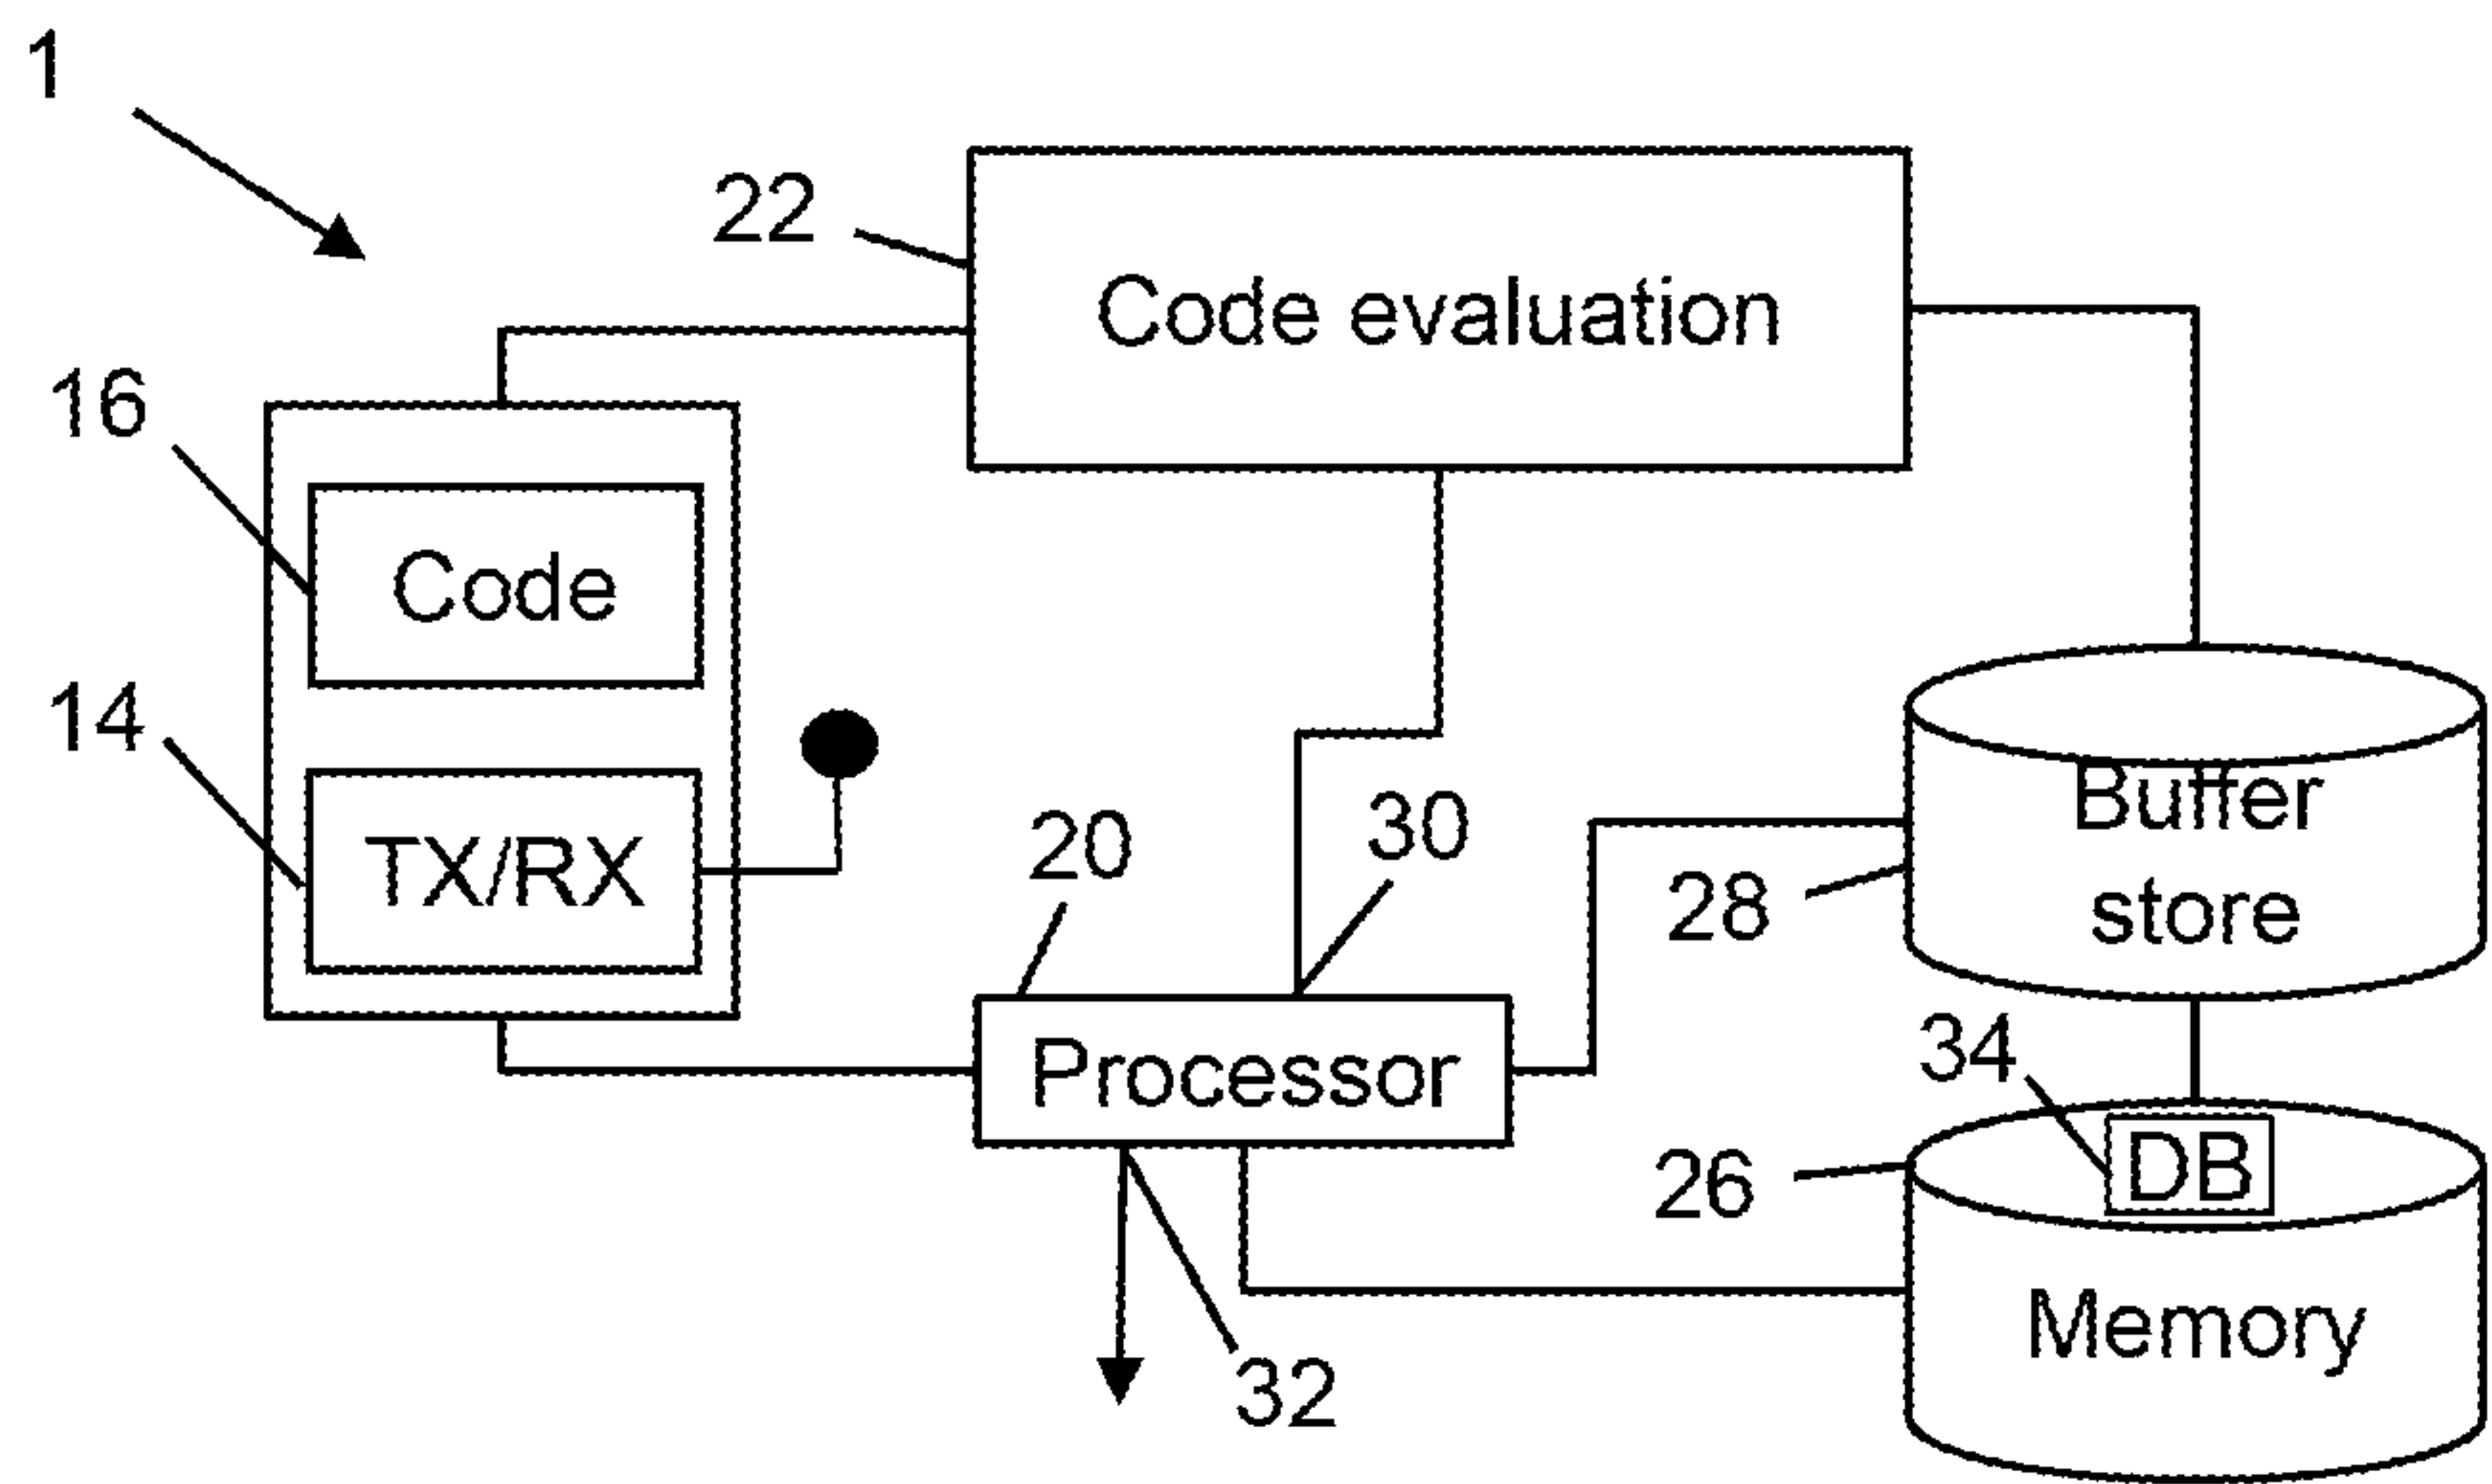 1
22
Code evaluation
16
Code
14
TX/RX
20
30
Buffer
store
28
Processor
34
DB
26
Memory
32